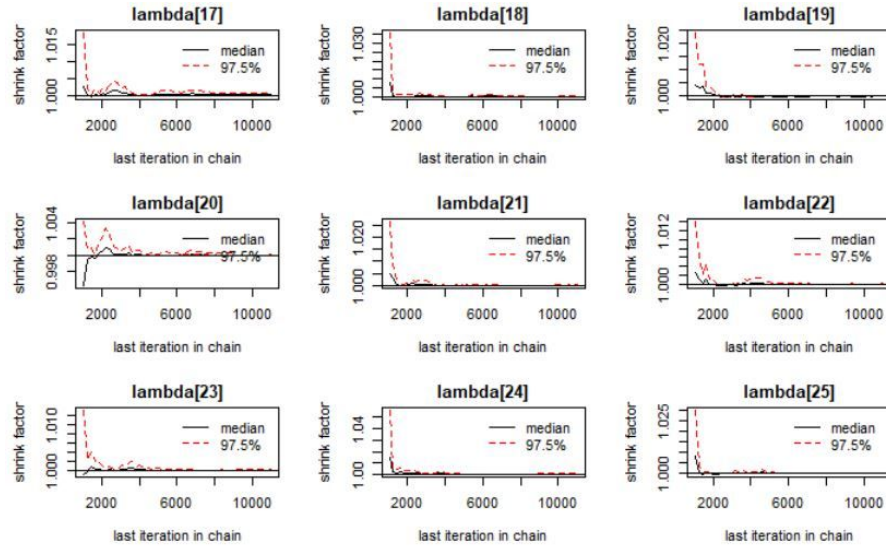 lambda[17]
shrink factor
1.000 1.015
median
97.5%
2000 6000 10000
last iteration in chain
lambda[18]
shrink factor
1.000 1.030
median
97.5%
2000 6000 10000
last iteration in chain
lambda[19]
shrink factor
1.000 1.020
median
97.5%
2000 6000 10000
last iteration in chain
lambda[20]
shrink factor
0.998 1.004
median
97.5%
2000 6000 10000
last iteration in chain
lambda[21]
shrink factor
1.000 1.020
median
97.5%
2000 6000 10000
last iteration in chain
lambda[22]
shrink factor
1.000 1.012
median
97.5%
2000 6000 10000
last iteration in chain
lambda[23]
shrink factor
1.000 1.010
median
97.5%
2000 6000 10000
last iteration in chain
lambda[24]
shrink factor
1.00 1.04
median
97.5%
2000 6000 10000
last iteration in chain
lambda[25]
shrink factor
1.000 1.025
median
97.5%
2000 6000 10000
last iteration in chain